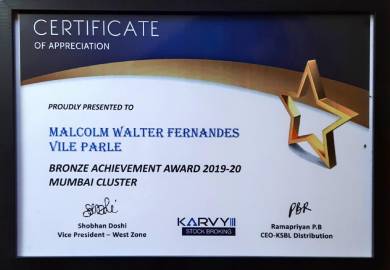 CERTIFICATE
OF APPRECIATION
PROUDLY PRESENTED TO
MALCOLM WALTER FERNANDES
VILE PARLE
BRONZE ACHIEVEMENT AWARD 2019-20
MUMBAI CLUSTER
PBR
Shobhan Doshi
Vice President – West Zone
KARVY
STOCK BROKING
Ramapriyan P.B
CEO-KSBL Distribution